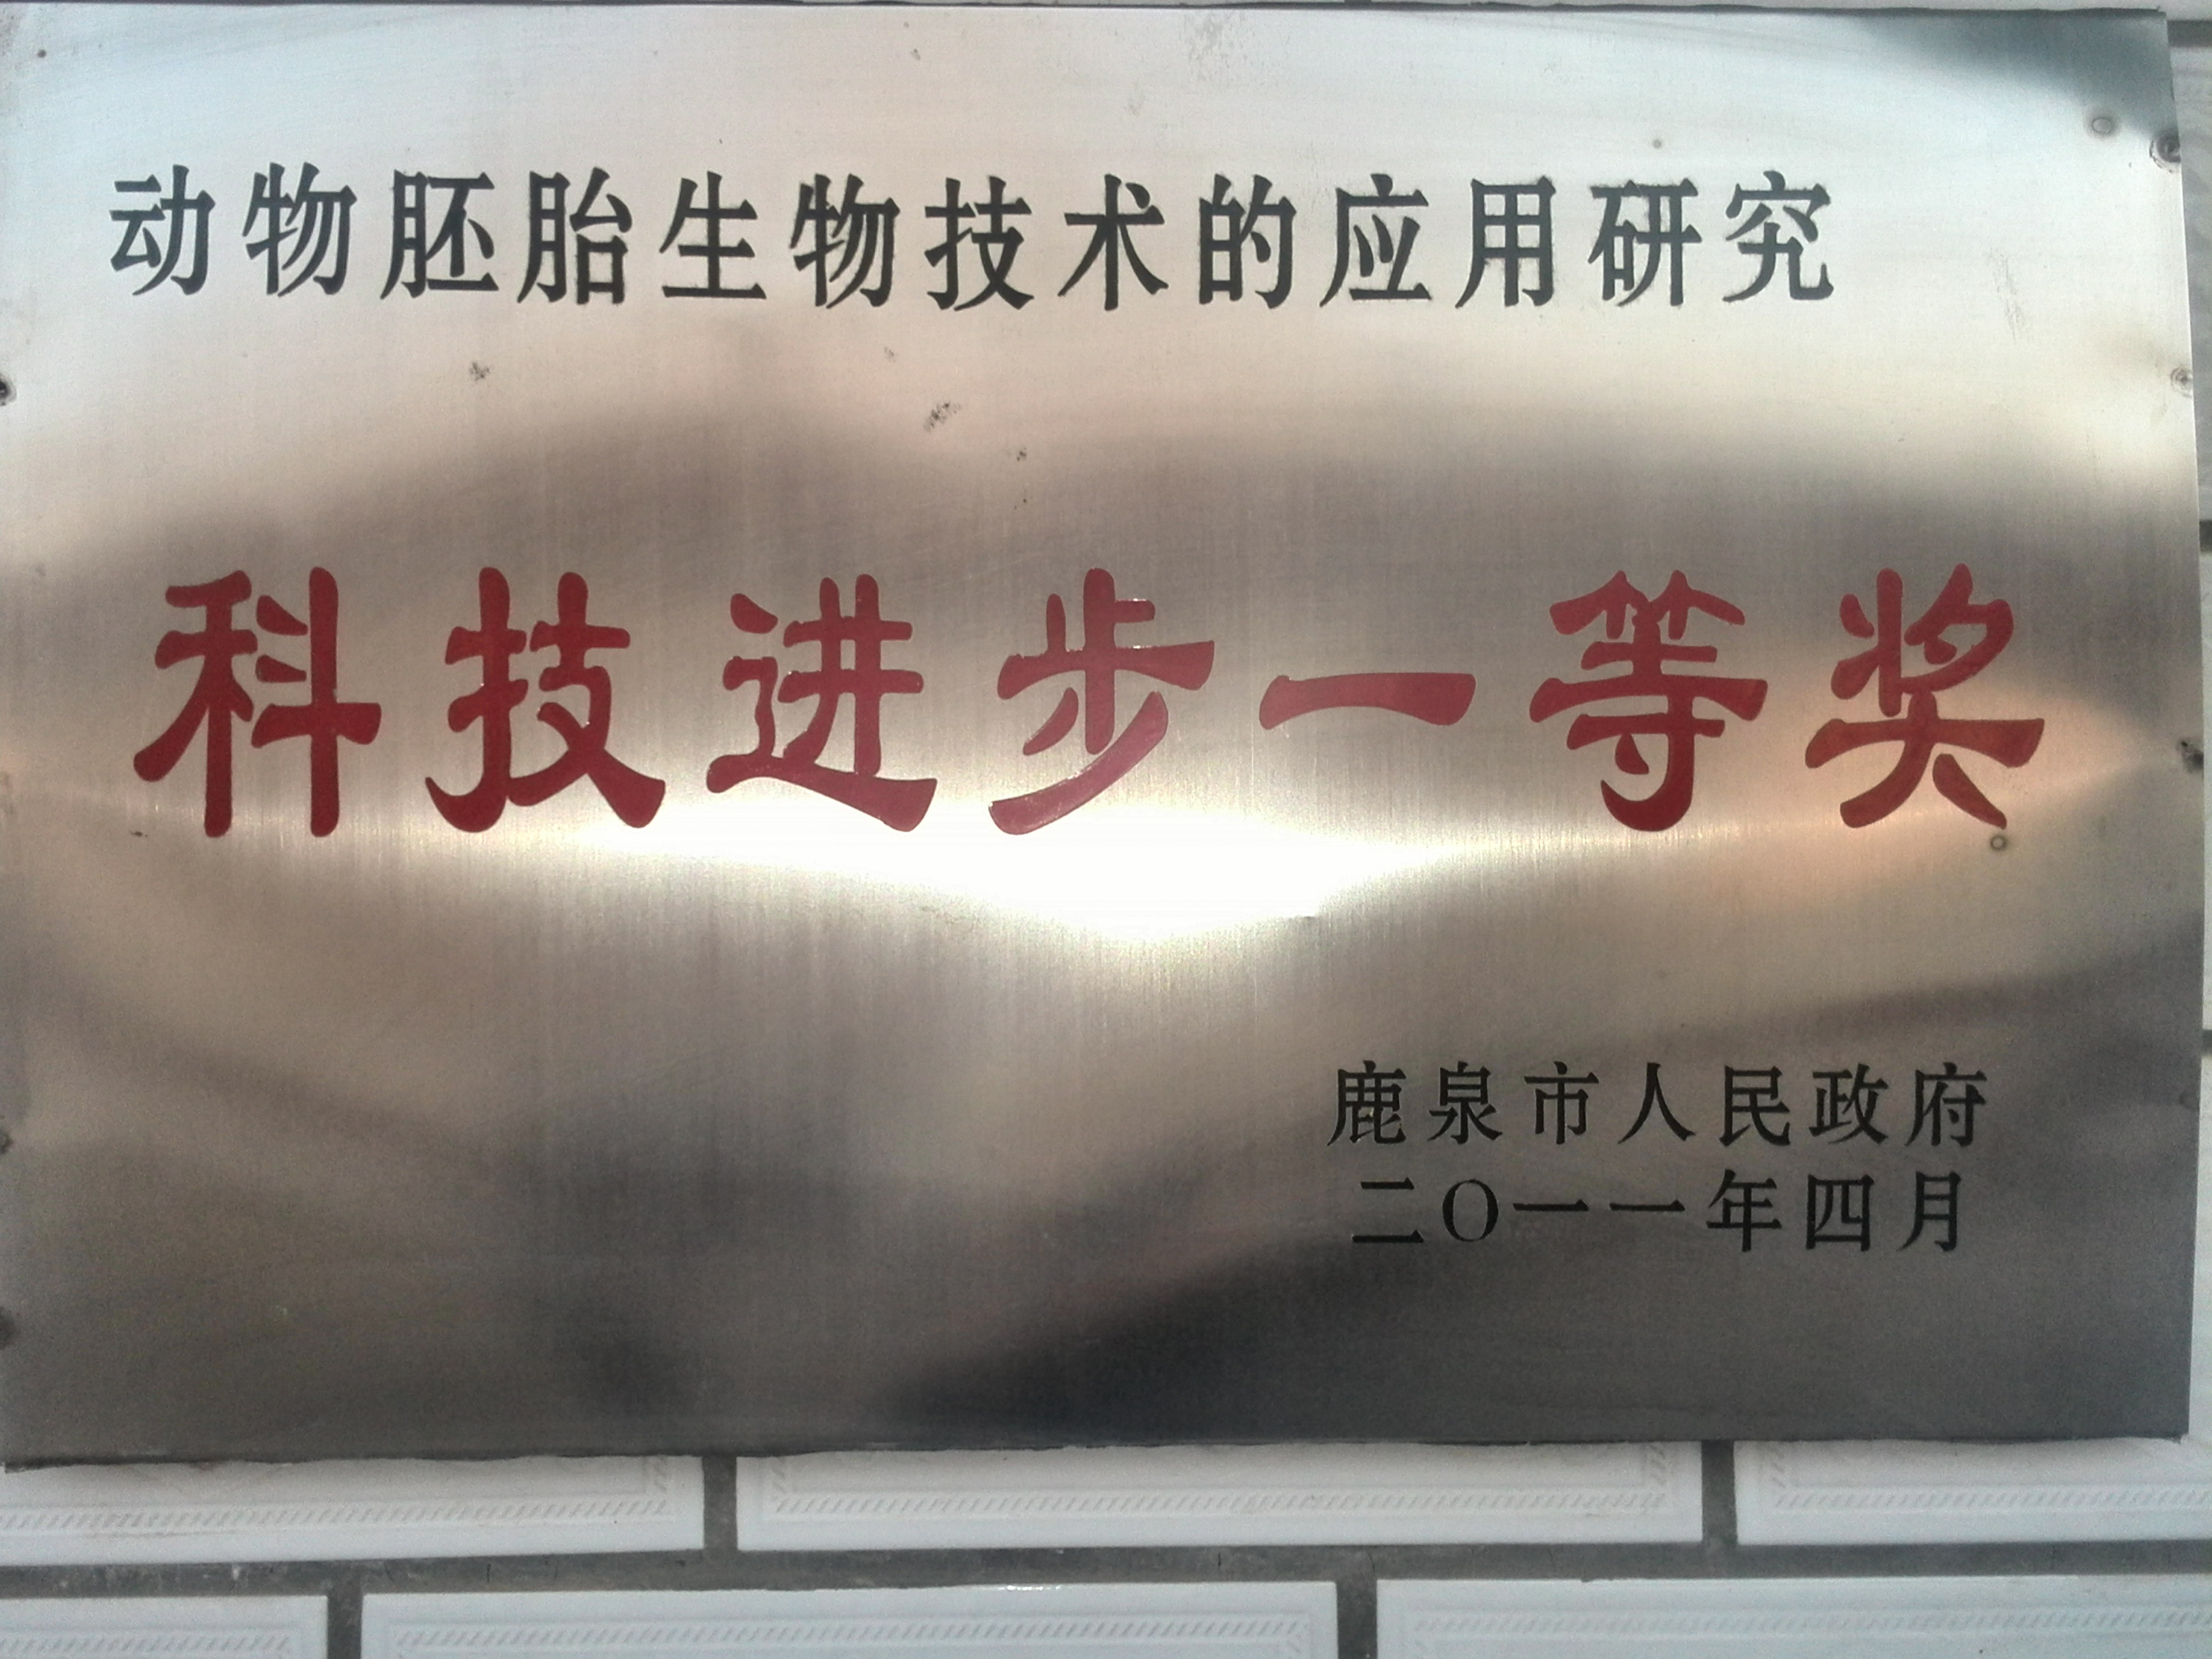 动物胚胎生物技术的应用研究
科技进步一等奖
鹿泉市人民政府
二〇一一年四月